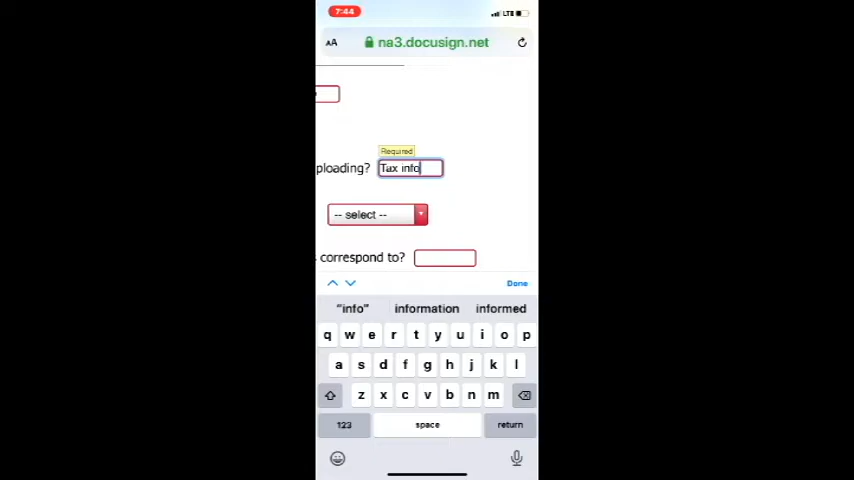 7:44
LTE
AA na3.docusign.net
Required
ploading? Tax info
-- select --
correspond to?
Done
"info" information informed
q w e r t y u i o p
a s d f g h j k l
z x c v b n m
123 space return